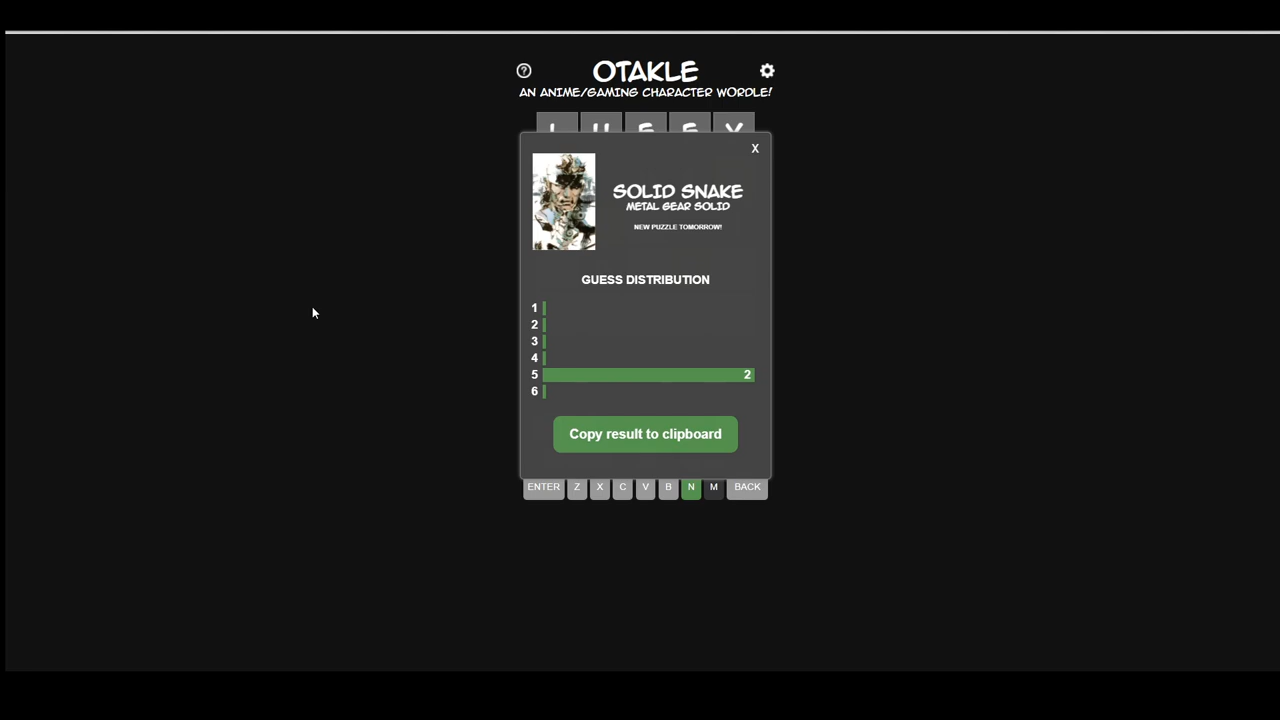 OTAKLE
AN ANIME/GAMING CHARACTER WORDLE!
X
SOLID SNAKE
METAL GEAR SOLID
NEW PUZZLE TOMORROW!
GUESS DISTRIBUTION
1
2
3
4
5 2
6
Copy result to clipboard
ENTER Z X C V B N M BACK